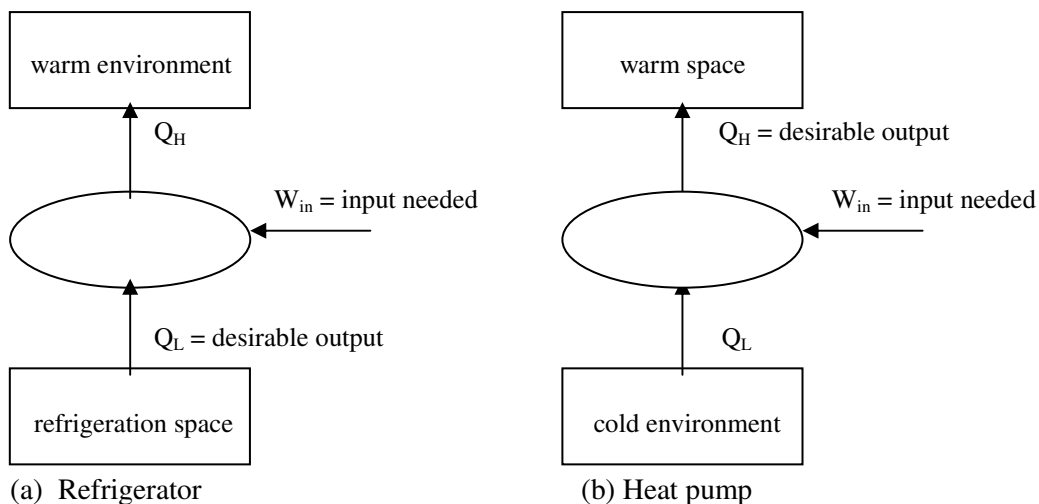 warm environment
Q_H
W_in = input needed
Q_L = desirable output
refrigeration space
(a) Refrigerator
warm space
Q_H = desirable output
W_in = input needed
Q_L
cold environment
(b) Heat pump